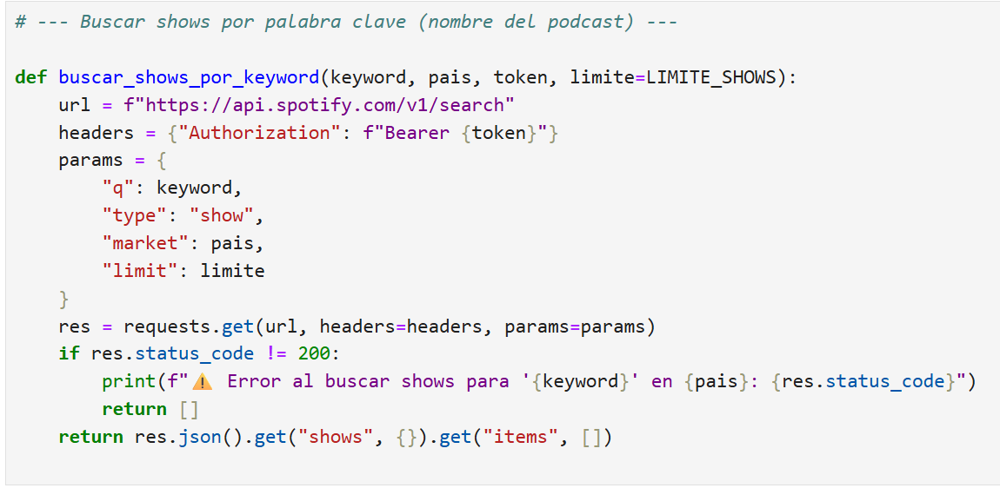 # --- Buscar shows por palabra clave (nombre del podcast) ---
def buscar_shows_por_keyword(keyword, pais, token, limite=LIMITE_SHOWS):
    url = f"https://api.spotify.com/v1/search"
    headers = {"Authorization": f"Bearer {token}"}
    params = {
        "q": keyword,
        "type": "show",
        "market": pais,
        "limit": limite
    }
    res = requests.get(url, headers=headers, params=params)
    if res.status_code != 200:
        print(f"⚠️ Error al buscar shows para '{keyword}' en {pais}: {res.status_code}")
        return []
    return res.json().get("shows", {}).get("items", [])